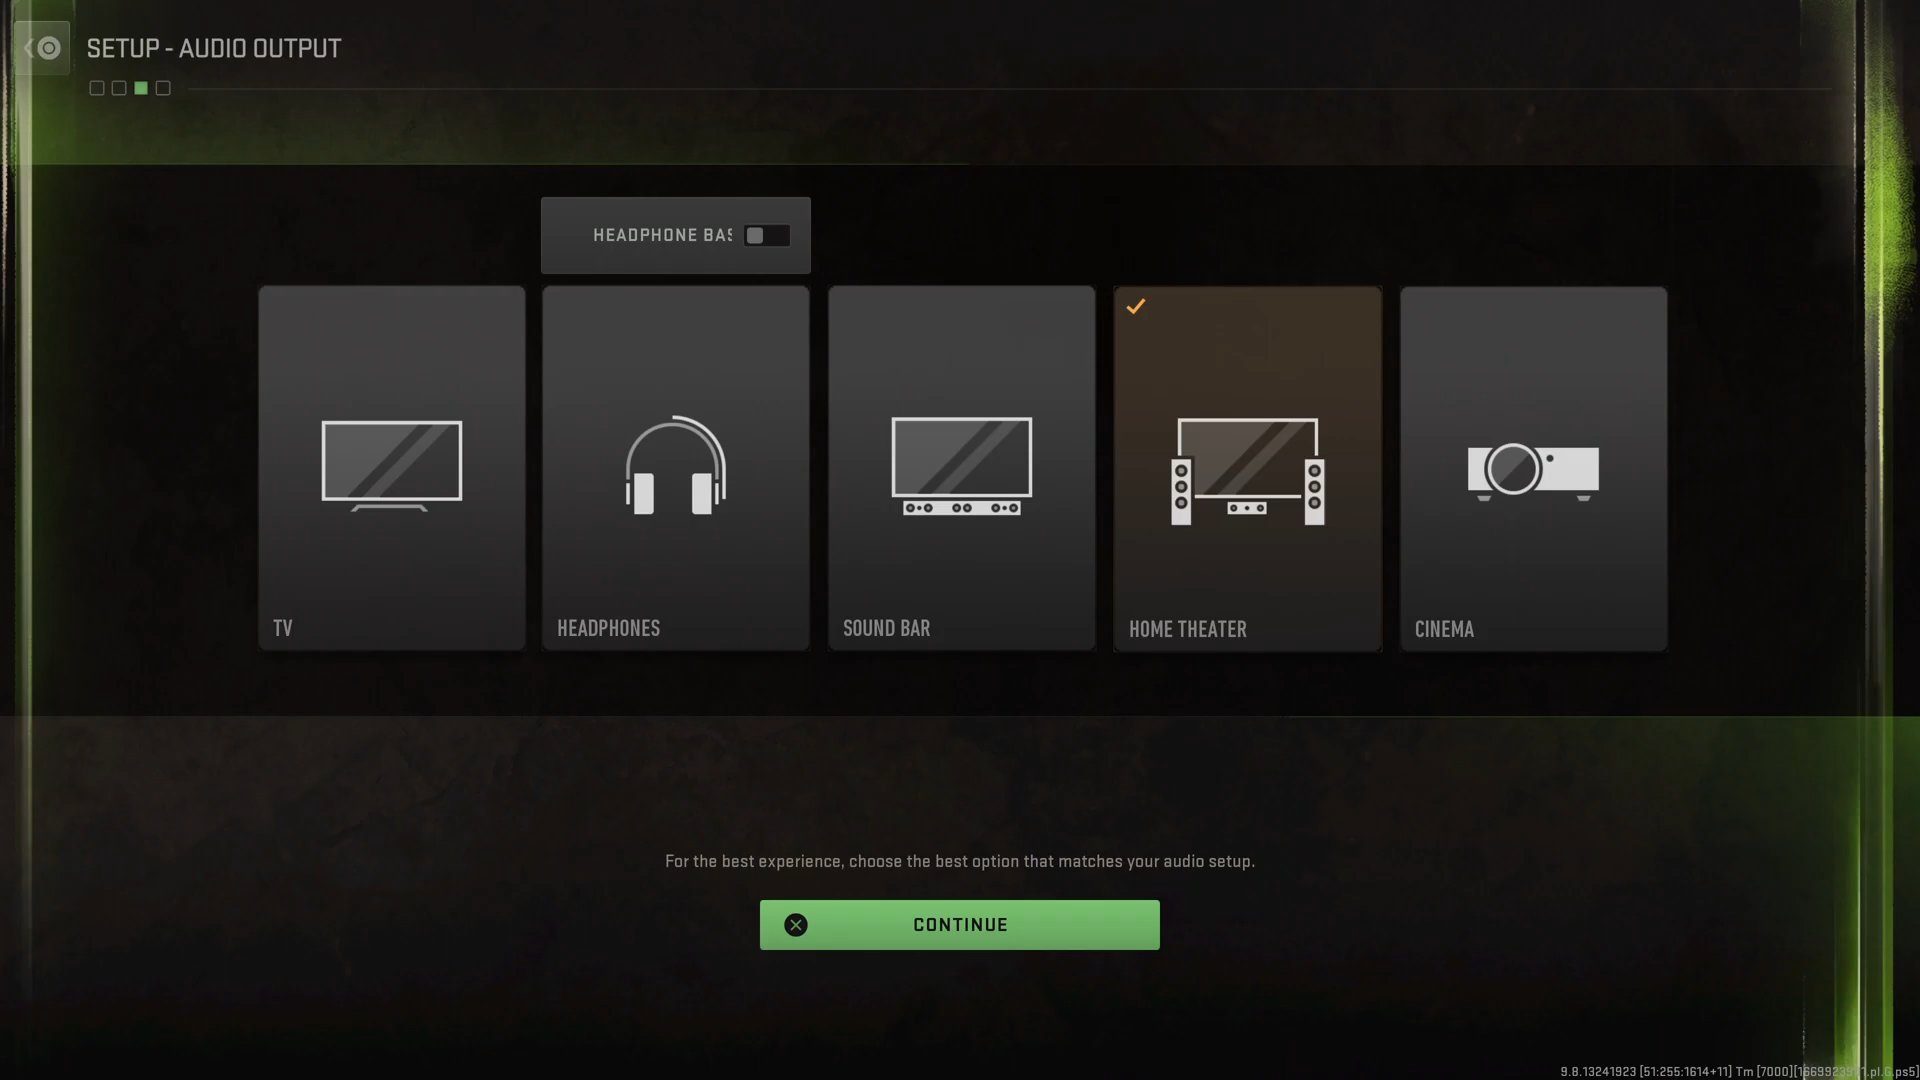 SETUP - AUDIO OUTPUT
HEADPHONE BAS
TV
HEADPHONES
SOUND BAR
HOME THEATER
CINEMA
For the best experience, choose the best option that matches your audio setup.
CONTINUE
9.8.13241923 [51:255:1614+11] Tm [7000]